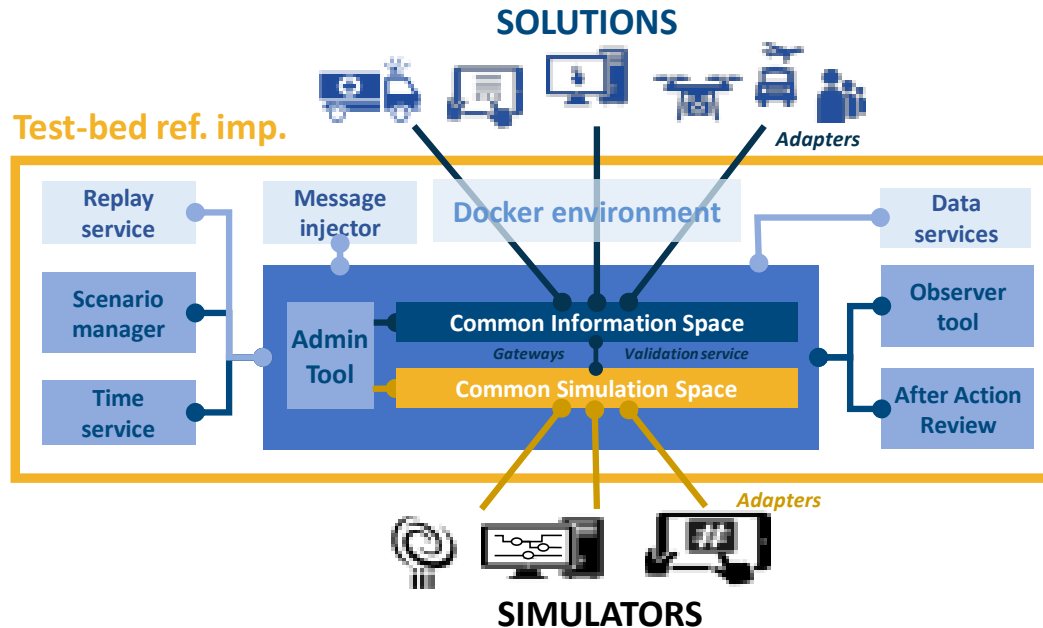 SOLUTIONS
Test-bed ref. imp.
Adapters
Replay
service
Message
injector
Docker environment
Data
services
Scenario
manager
Admin
Tool
Common Information Space
Observer
tool
Gateways
Validation service
Time
service
Common Simulation Space
After Action
Review
Adapters
SIMULATORS